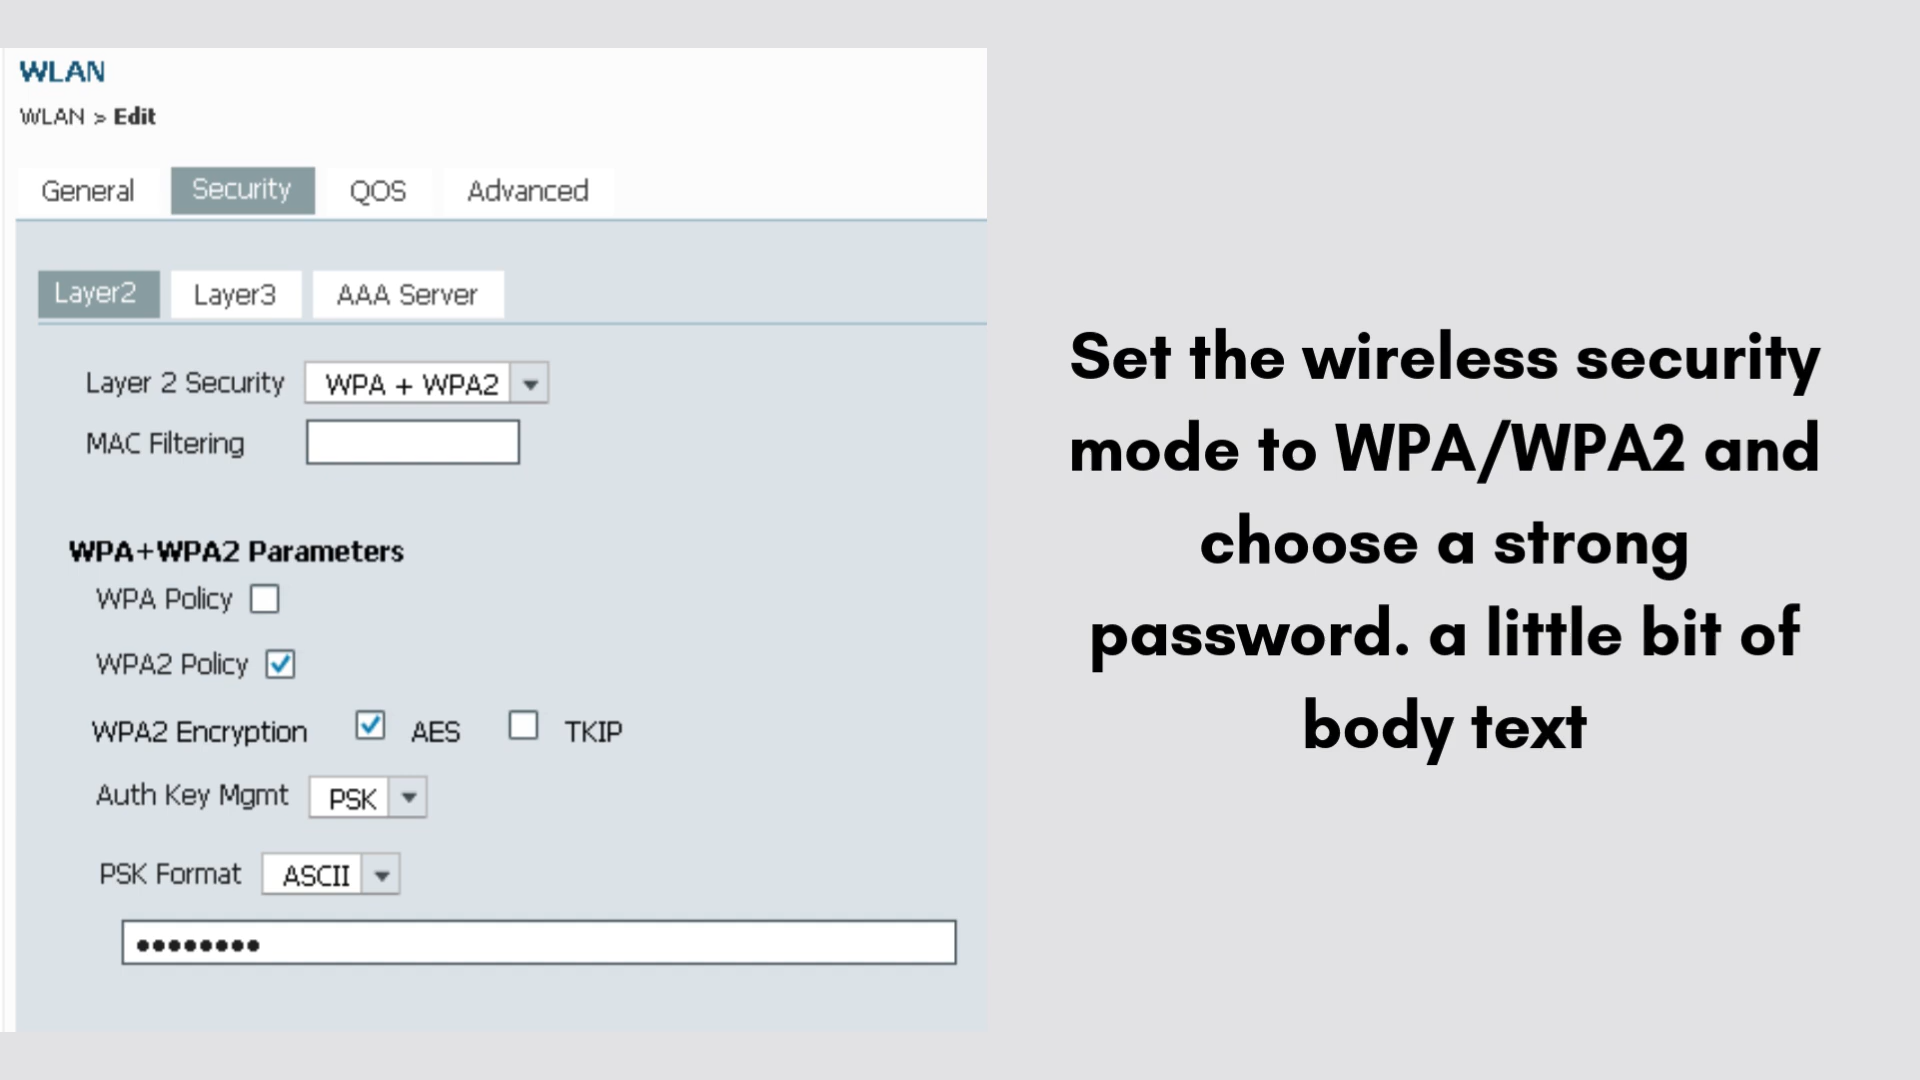 WLAN
WLAN > Edit
General Security QOS Advanced
Layer2 Layer3 AAA Server
Layer 2 Security WPA + WPA2
MAC Filtering
WPA+WPA2 Parameters
WPA Policy
WPA2 Policy
WPA2 Encryption AES TKIP
Auth Key Mgmt PSK
PSK Format ASCII
••••••••
Set the wireless security
mode to WPA/WPA2 and
choose a strong
password. a little bit of
body text